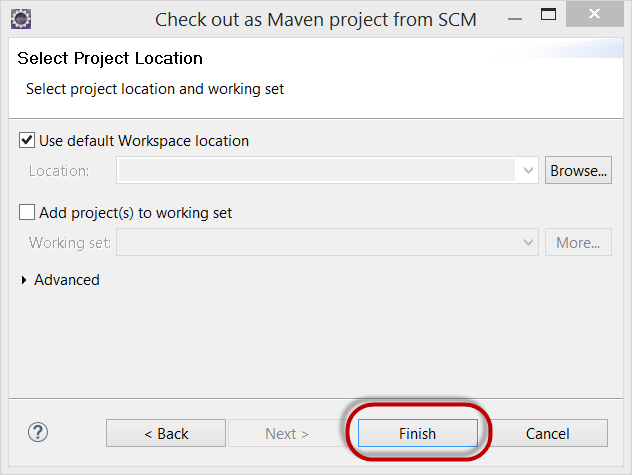 Check out as Maven project from SCM
Select Project Location
Select project location and working set
Use default Workspace location
Location:
Browse...
Add project(s) to working set
Working set:
More...
Advanced
?
< Back
Next >
Finish
Cancel